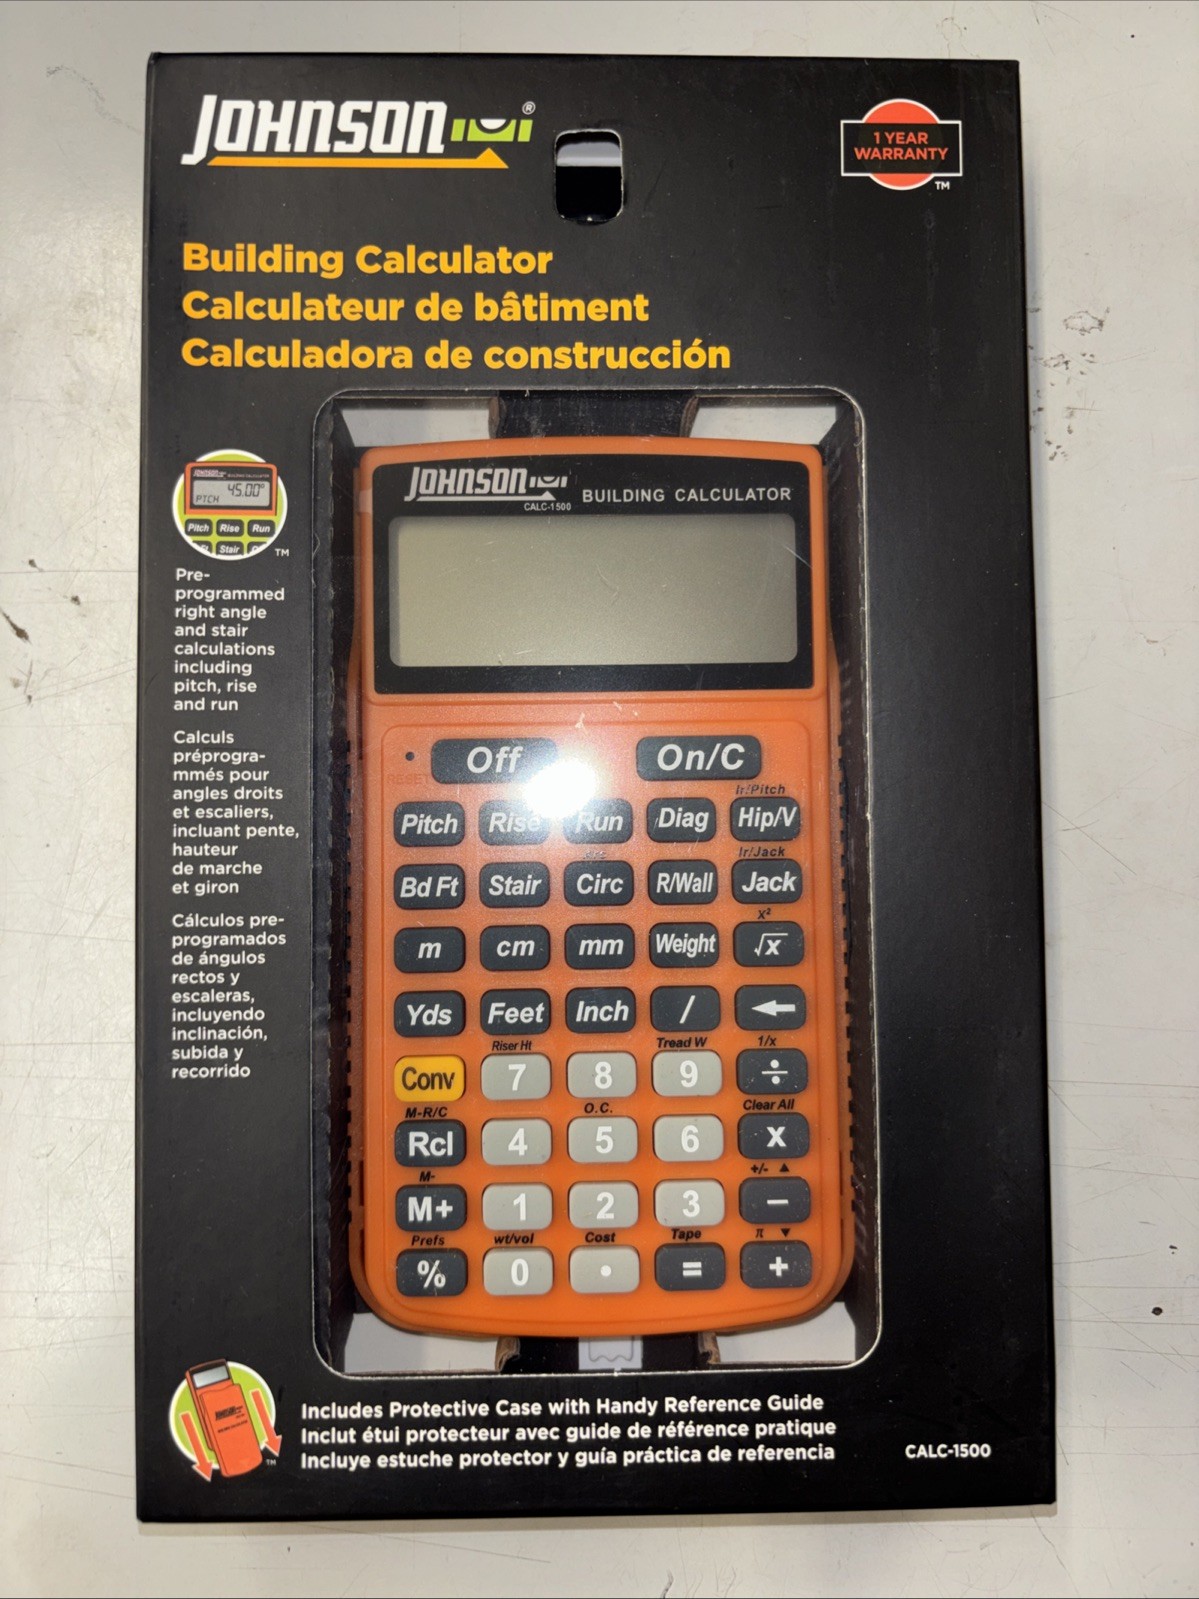 JOHNSON®
1 YEAR
WARRANTY
TM
Building Calculator
Calculateur de bâtiment
Calculadora de construcción
45.00°
PTCH
Pitch Rise Run
Stair
TM
Pre-
programmed
right angle
and stair
calculations
including
pitch, rise
and run
Calculs
préprogra-
mmés pour
angles droits
et escaliers,
incluant pente,
hauteur
de marche
et giron
Cálculos pre-
programados
de ángulos
rectos y
escaleras,
incluyendo
inclinación,
subida y
recorrido
JOHNSON BUILDING CALCULATOR
CALC-1500
Off On/C
RESET
Ir/Pitch
Pitch Rise Run Diag Hip/V
Arc Ir/Jack
Bd Ft Stair Circ R/Wall Jack
x²
m cm mm Weight √x
Yds Feet Inch / ←
Riser Ht Tread W 1/x
Conv 7 8 9 ÷
M-R/C O.C. Clear All
Rcl 4 5 6 x
M- +/- ▲
M+ 1 2 3 −
Prefs wt/vol Cost Tape π ▼
% 0 . = +
Includes Protective Case with Handy Reference Guide
Inclut étui protecteur avec guide de référence pratique
Incluye estuche protector y guía práctica de referencia
TM
CALC-1500